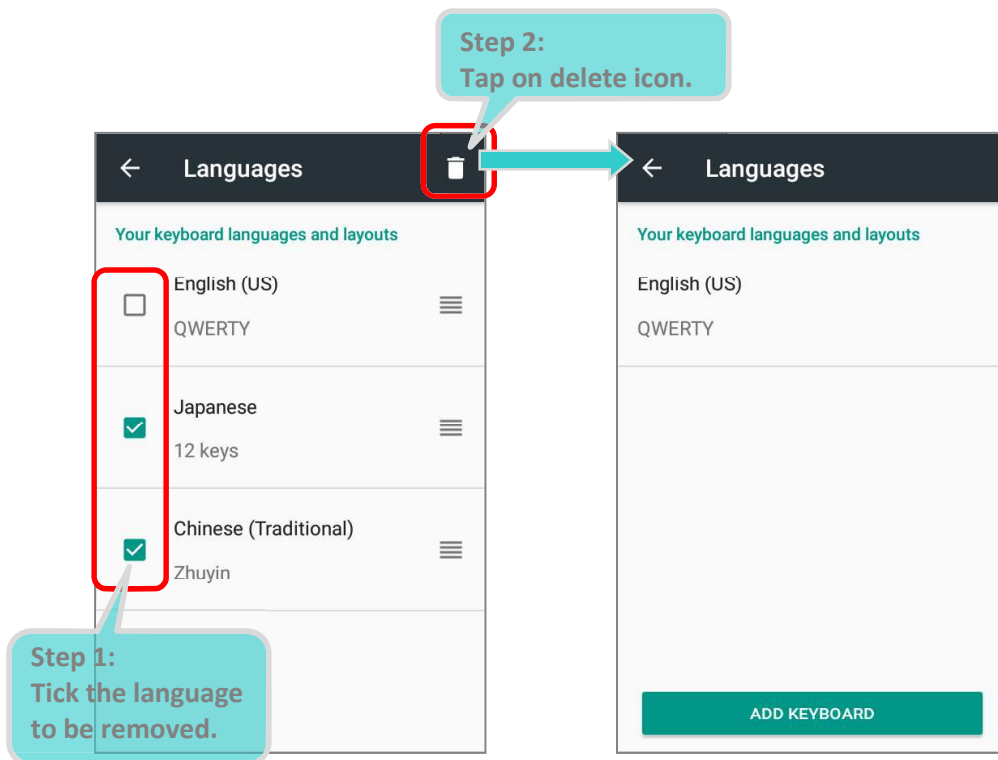 Step 2:
Tap on delete icon.
Languages
Your keyboard languages and layouts
English (US)
QWERTY
Japanese
12 keys
Chinese (Traditional)
Zhuyin
Step 1:
Tick the language
to be removed.
Languages
Your keyboard languages and layouts
English (US)
QWERTY
ADD KEYBOARD